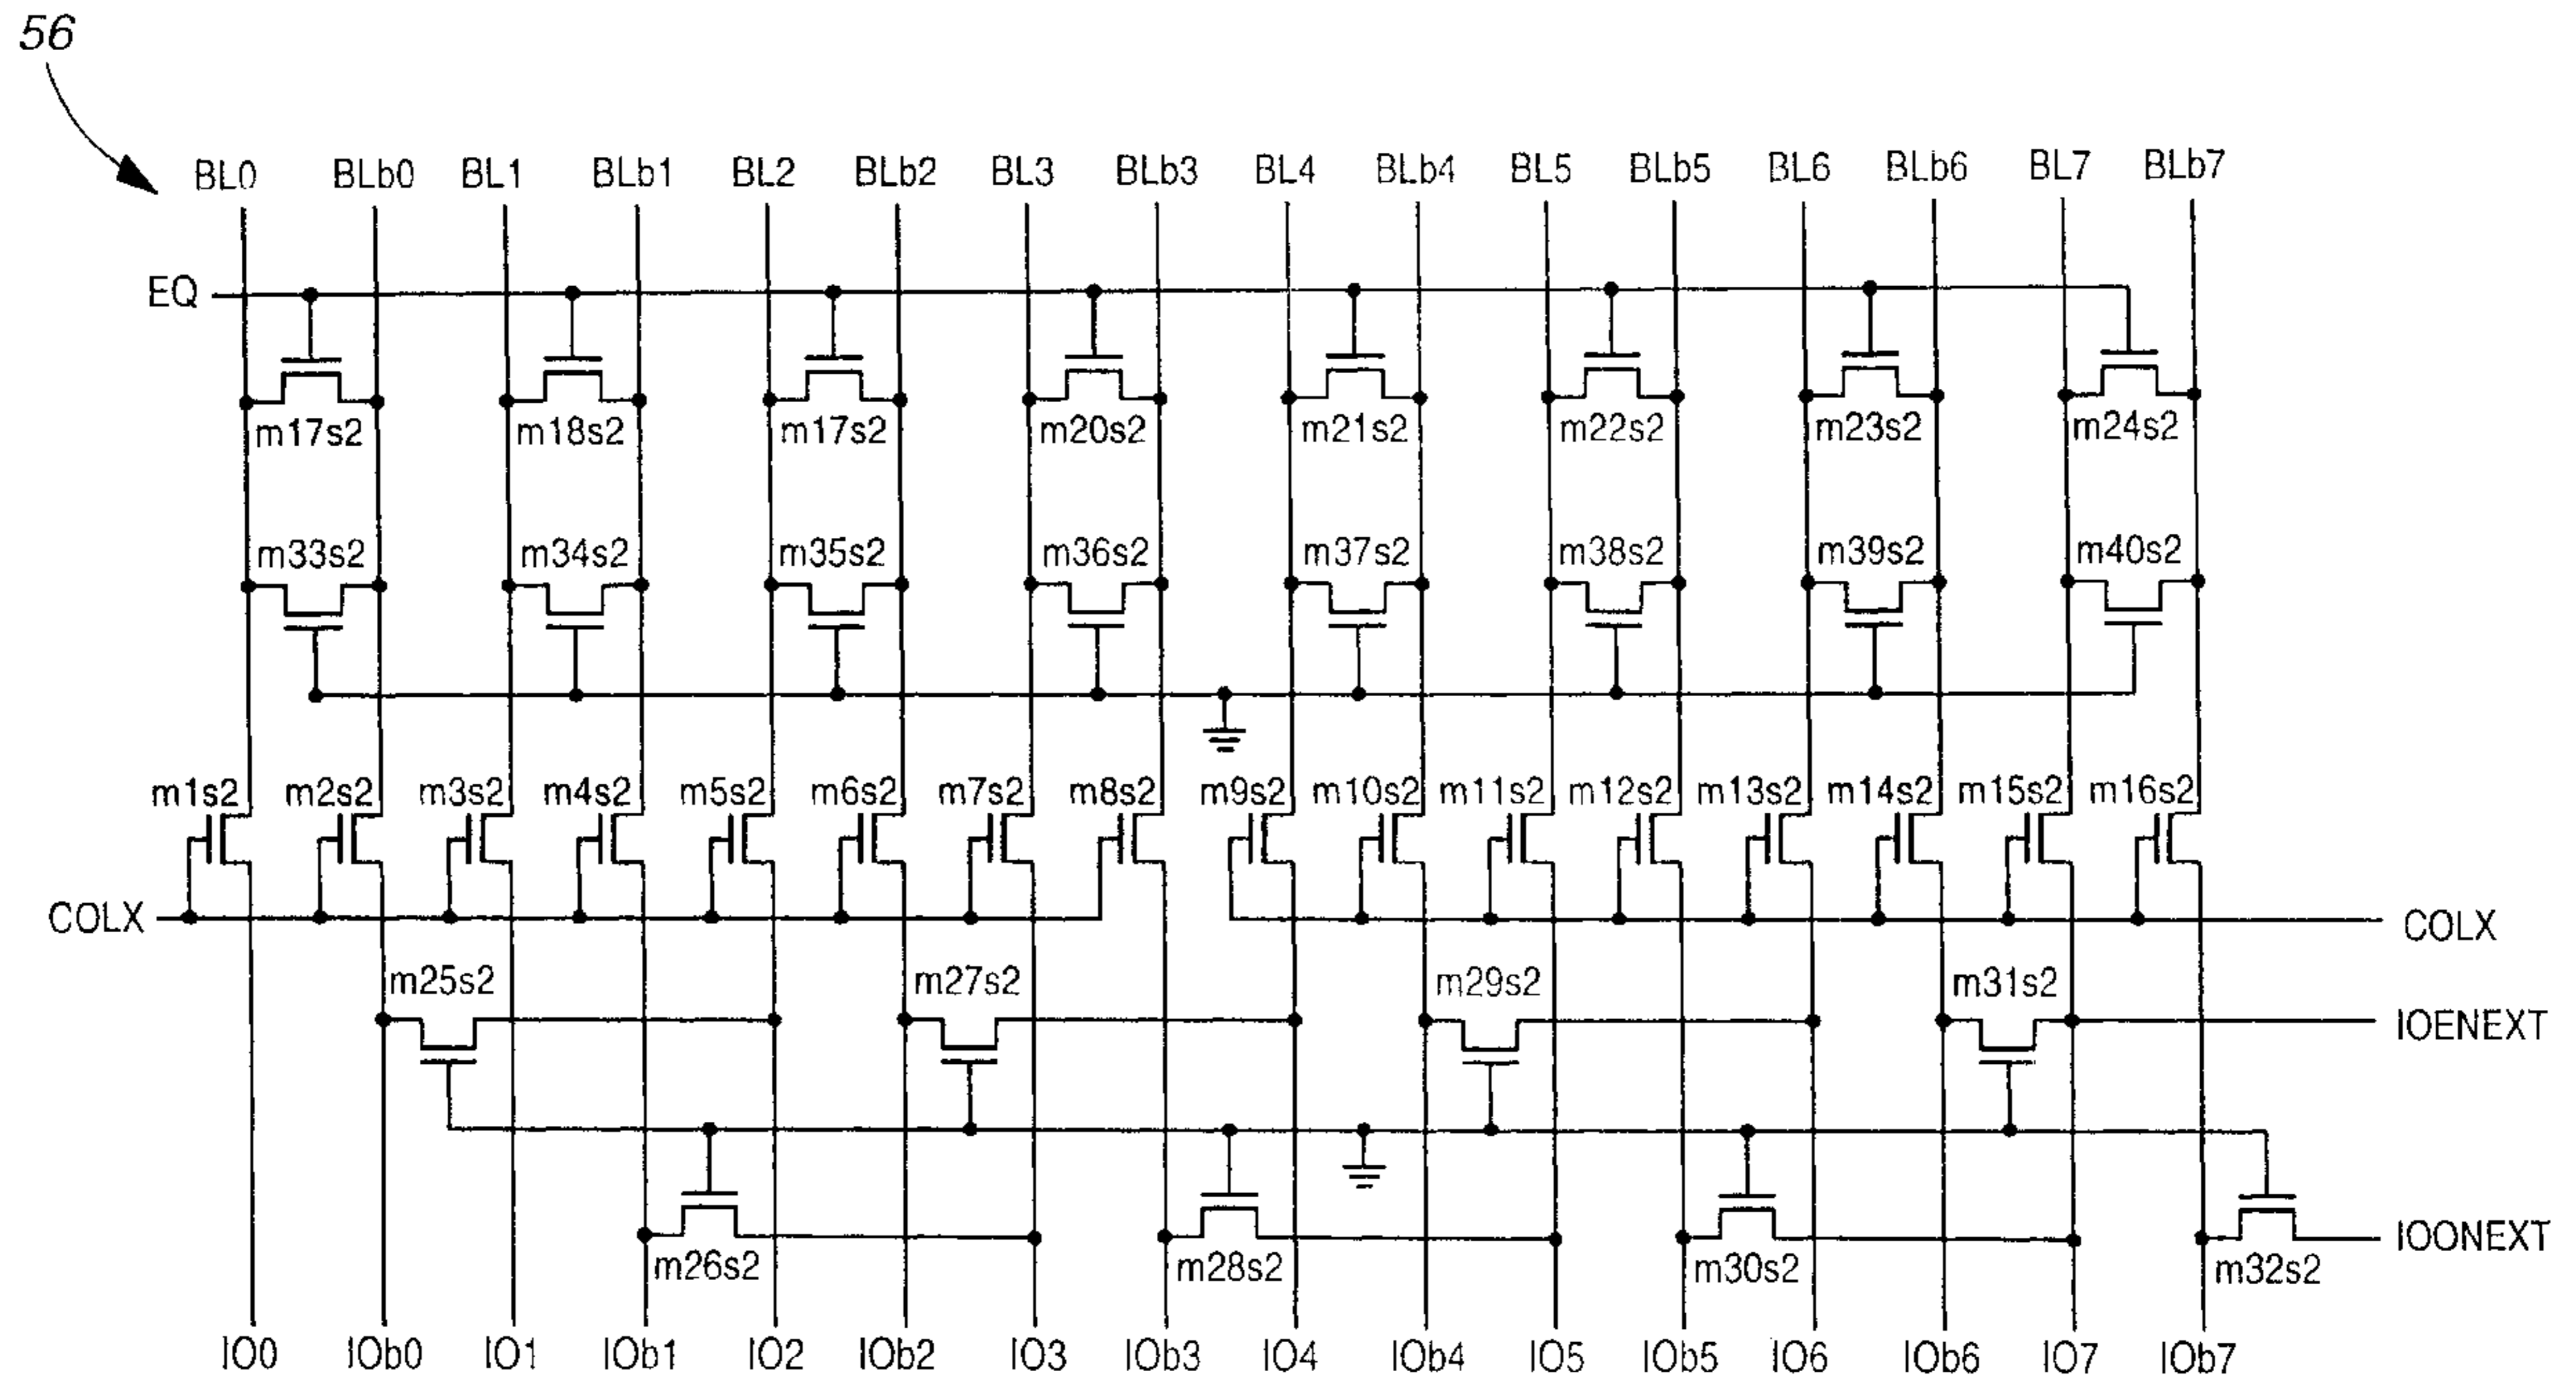 56
BL0 BLb0 BL1 BLb1 BL2 BLb2 BL3 BLb3 BL4 BLb4 BL5 BLb5 BL6 BLb6 BL7 BLb7
EQ
m17s2 m18s2 m17s2 m20s2 m21s2 m22s2 m23s2 m24s2
m33s2 m34s2 m35s2 m36s2 m37s2 m38s2 m39s2 m40s2
m1s2 m2s2 m3s2 m4s2 m5s2 m6s2 m7s2 m8s2 m9s2 m10s2 m11s2 m12s2 m13s2 m14s2 m15s2 m16s2
COLX COLX
m25s2 m27s2 m29s2 m31s2
IOENEXT
IOONEXT
m26s2 m28s2 m30s2 m32s2
IO0 IOb0 IO1 IOb1 IO2 IOb2 IO3 IOb3 IO4 IOb4 IO5 IOb5 IO6 IOb6 IO7 IOb7